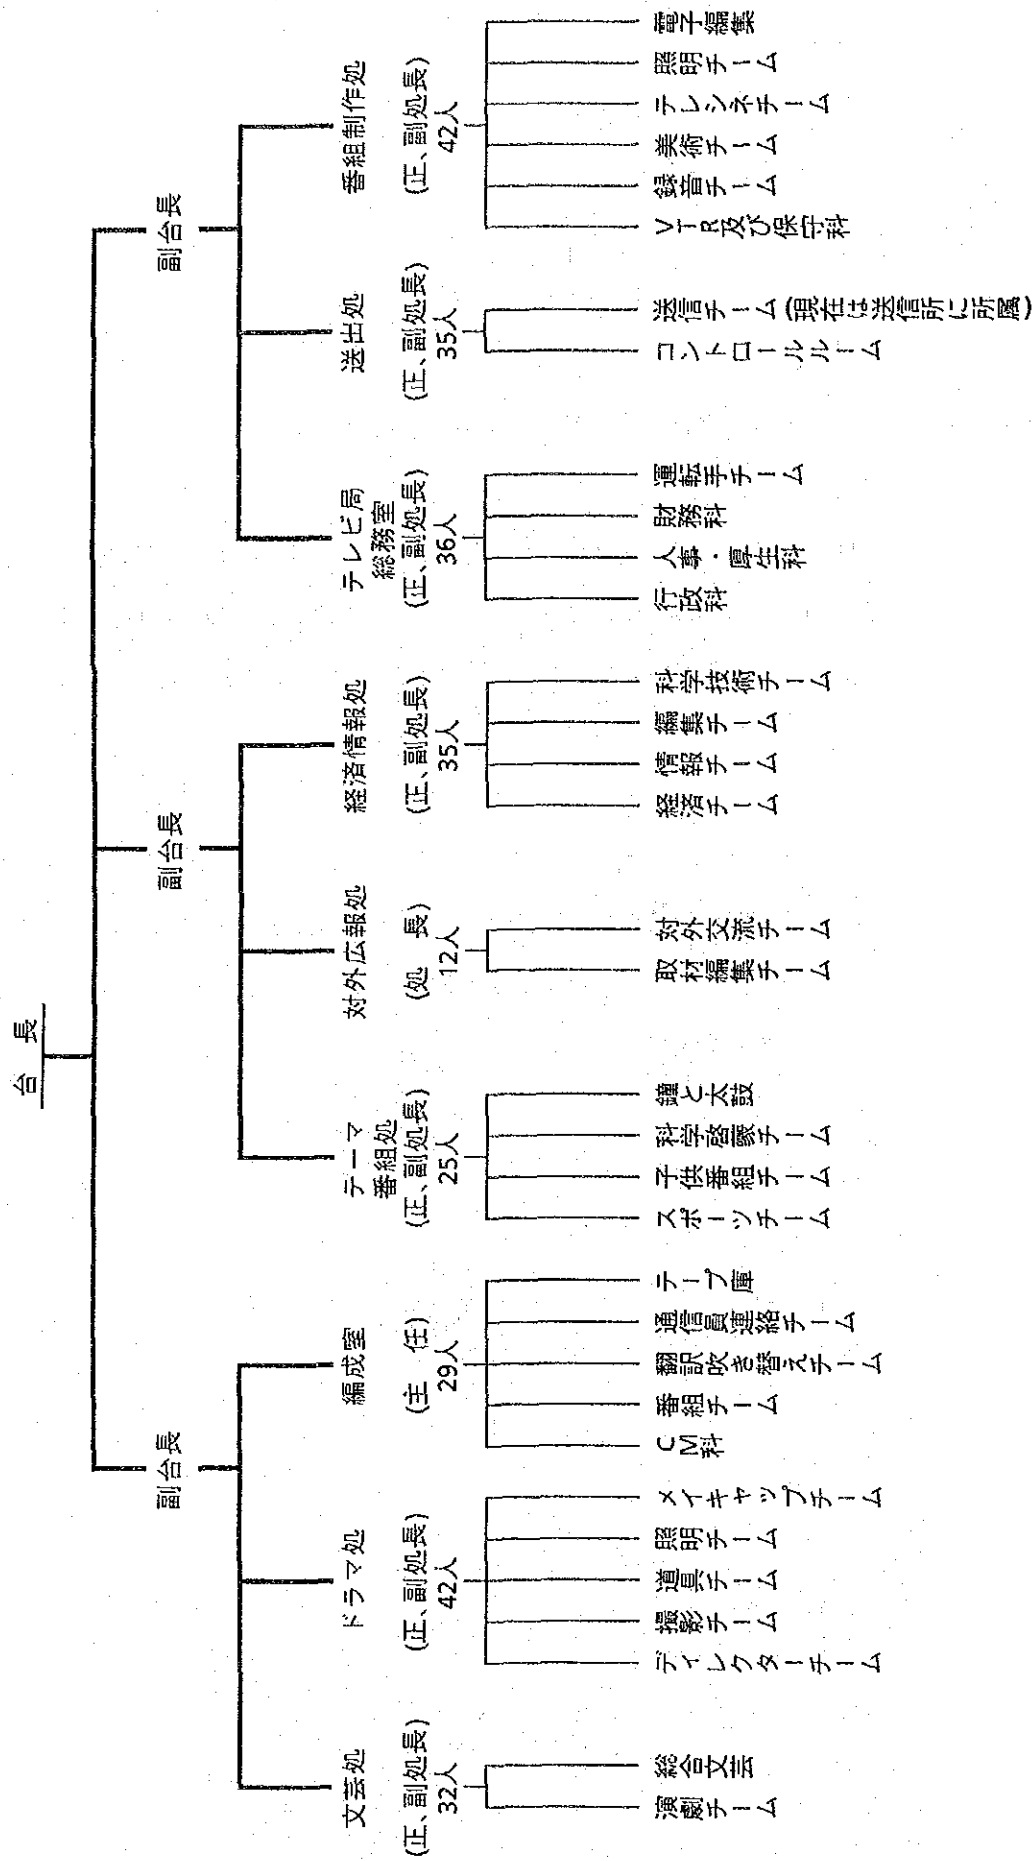 台　長
副台長
副台長
副台長
文芸処
(正、副処長)
32人
演劇チーム
総合文芸
ドラマ処
(正、副処長)
42人
ディレクターチーム
撮影チーム
道具チーム
照明チーム
メイキャップチーム
編成室
(主　任)
29人
CM科
番組チーム
翻訳吹き替えチーム
通信員連絡チーム
テープ庫
テーマ
番組処
(正、副処長)
25人
スポーツチーム
子供番組チーム
科学啓蒙チーム
鐘と太鼓
対外広報処
(処　長)
12人
取材編集チーム
対外交流チーム
経済情報処
(正、副処長)
35人
経済チーム
情報チーム
編集チーム
科学技術チーム
テレビ局
総務室
(正、副処長)
36人
行政科
人事・厚生科
財務科
運転手チーム
送出処
(正、副処長)
35人
コントロールルーム
送信チーム(現在は送信所に所属)
番組制作処
(正、副処長)
42人
VTR及び保守科
録音チーム
美術チーム
テレシネチーム
照明チーム
電子編集